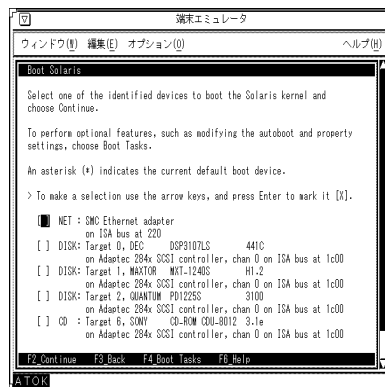 端末エミュレータ
ウィンドウ(W) 編集(E) オプション(O) ヘルプ(H)
Boot Solaris
Select one of the identified devices to boot the Solaris kernel and
choose Continue.
To perform optional features, such as modifying the autoboot and property
settings, choose Boot Tasks.
An asterisk (*) indicates the current default boot device.
> To make a selection use the arrow keys, and press Enter to mark it [X].
[ ] NET : SMC Ethernet adapter
on ISA bus at 220
[ ] DISK: Target 0, DEC DSP3107LS 441C
on Adaptec 284x SCSI controller, chan 0 on ISA bus at 1c00
[ ] DISK: Target 1, MAXTOR MXT-1240S H1.2
on Adaptec 284x SCSI controller, chan 0 on ISA bus at 1c00
[ ] DISK: Target 2, QUANTUM PD1225S 3100
on Adaptec 284x SCSI controller, chan 0 on ISA bus at 1c00
[ ] CD : Target 6, SONY CD-ROM CDU-8012 3.1e
on Adaptec 284x SCSI controller, chan 0 on ISA bus at 1c00
F2_Continue F3_Back F4_Boot Tasks F6_Help
ATOK